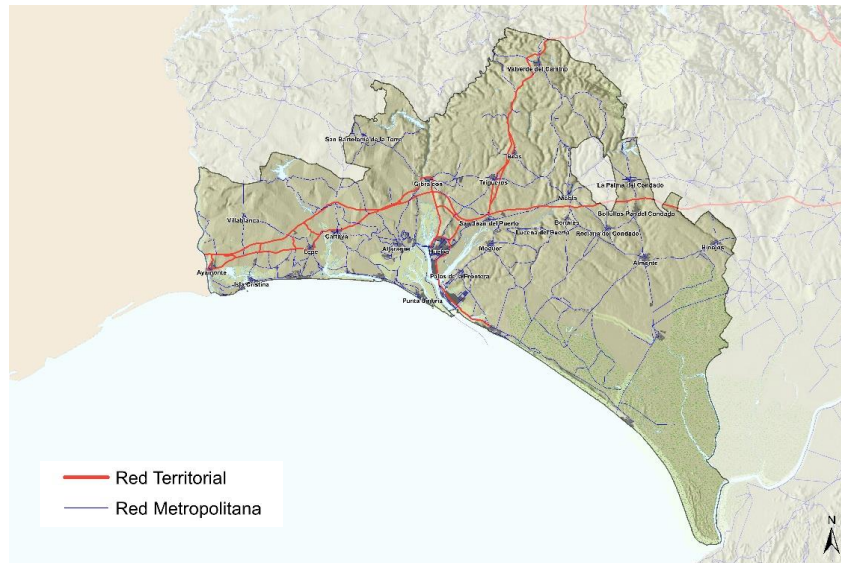 Valverde del Camino
San Bartolomé de la Torre
Beas
Gibraleón
Trigueros
La Palma del Condado
Niebla
Villablanca
San Juan del Puerto
Bollullos Par del Condado
Cartaya
Lucena del Puerto
Bonares
Rociana del Condado
Lepe
Aljaraque
Huelva
Moguer
Hinojos
Almonte
Ayamonte
Palos de la Frontera
Isla Cristina
Punta Umbría
Red Territorial
Red Metropolitana
N